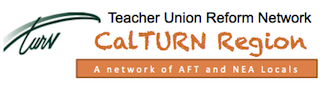 turn
Teacher Union Reform Network
CalTURN Region
A network of AFT and NEA Locals